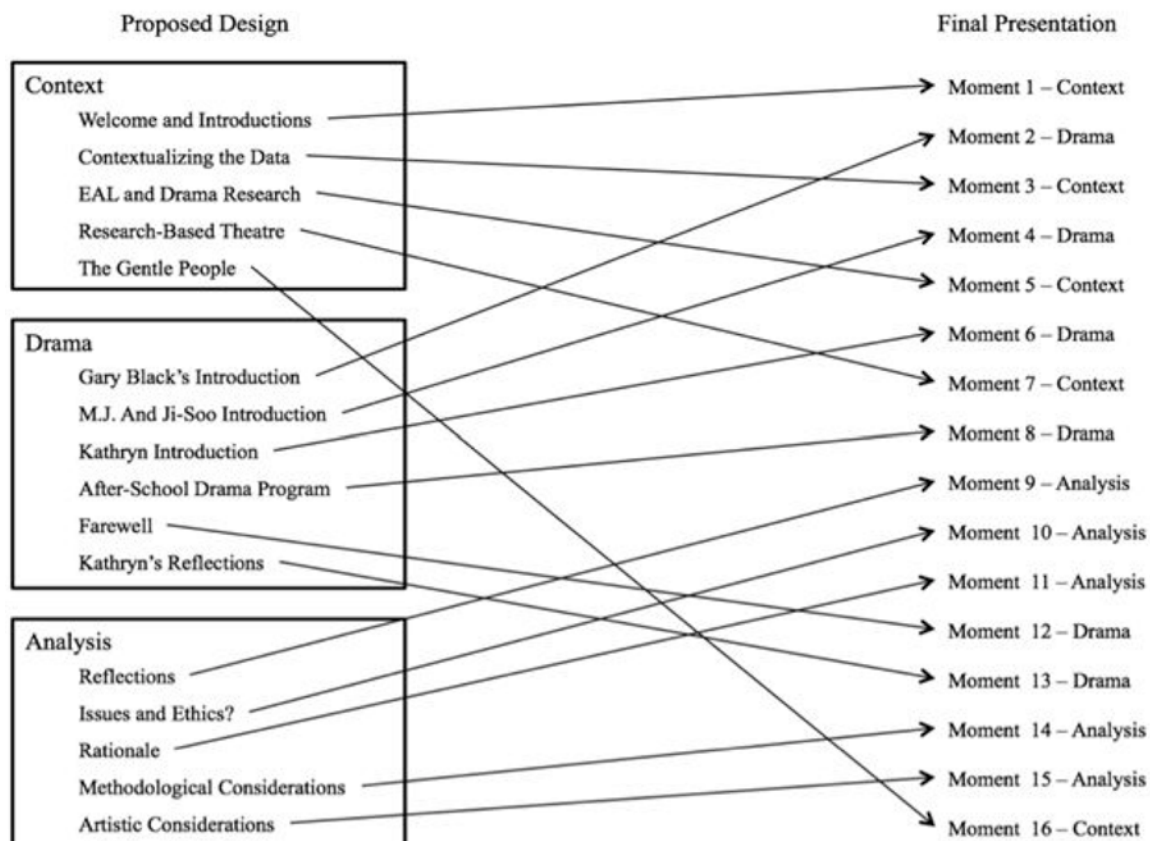 Proposed Design
Context
Welcome and Introductions
Contextualizing the Data
EAL and Drama Research
Research-Based Theatre
The Gentle People
Drama
Gary Black's Introduction
M.J. And Ji-Soo Introduction
Kathryn Introduction
After-School Drama Program
Farewell
Kathryn's Reflections
Analysis
Reflections
Issues and Ethics?
Rationale
Methodological Considerations
Artistic Considerations
Final Presentation
Moment 1 – Context
Moment 2 – Drama
Moment 3 – Context
Moment 4 – Drama
Moment 5 – Context
Moment 6 – Drama
Moment 7 – Context
Moment 8 – Drama
Moment 9 – Analysis
Moment 10 – Analysis
Moment 11 – Analysis
Moment 12 – Drama
Moment 13 – Drama
Moment 14 – Analysis
Moment 15 – Analysis
Moment 16 – Context